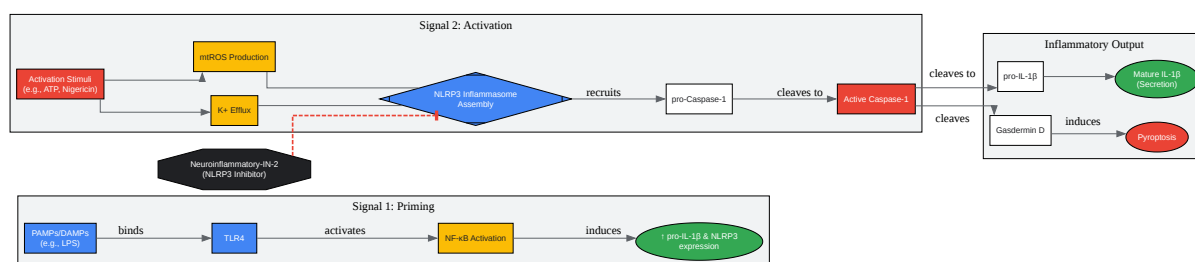 Signal 2: Activation
Activation Stimuli
(e.g., ATP, Nigericin)
mtROS Production
K+ Efflux
NLRP3 Inflammasome
Assembly
recruits
pro-Caspase-1
cleaves to
Active Caspase-1
cleaves to
cleaves
Inflammatory Output
pro-IL-1β
Mature IL-1β
(Secretion)
Gasdermin D
induces
Pyroptosis
Neuroinflammatory-IN-2
(NLRP3 Inhibitor)
Signal 1: Priming
PAMPs/DAMPs
(e.g., LPS)
binds
TLR4
activates
NF-κB Activation
induces
↑ pro-IL-1β & NLRP3
expression